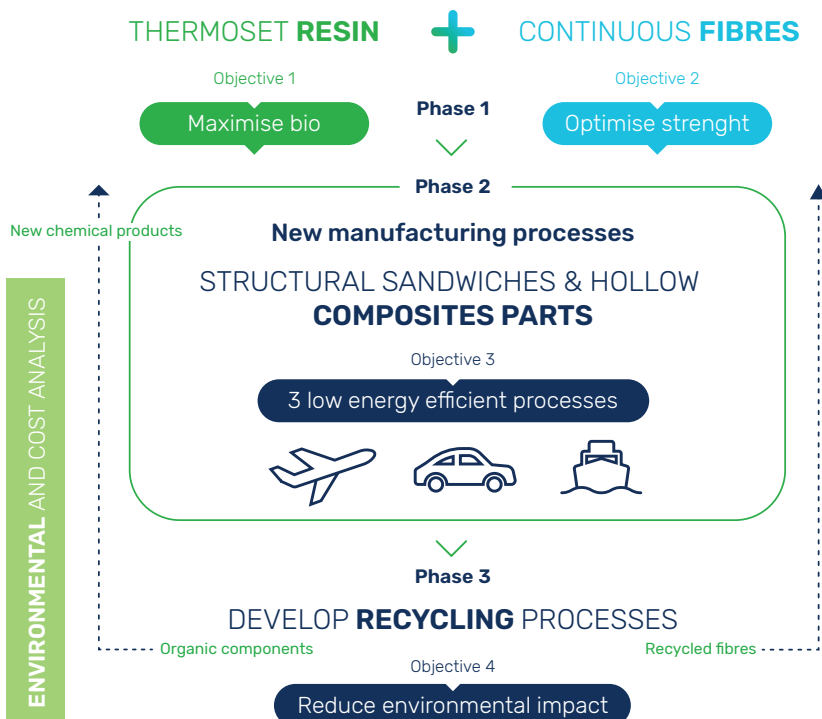 THERMOSET RESIN + CONTINUOUS FIBRES
Objective 1
Objective 2
Maximise bio
Phase 1
Optimise strenght
Phase 2
New chemical products
New manufacturing processes
STRUCTURAL SANDWICHES & HOLLOW
COMPOSITES PARTS
Objective 3
3 low energy efficient processes
ENVIRONMENTAL AND COST ANALYSIS
Phase 3
DEVELOP RECYCLING PROCESSES
Organic components
Recycled fibres
Objective 4
Reduce environmental impact